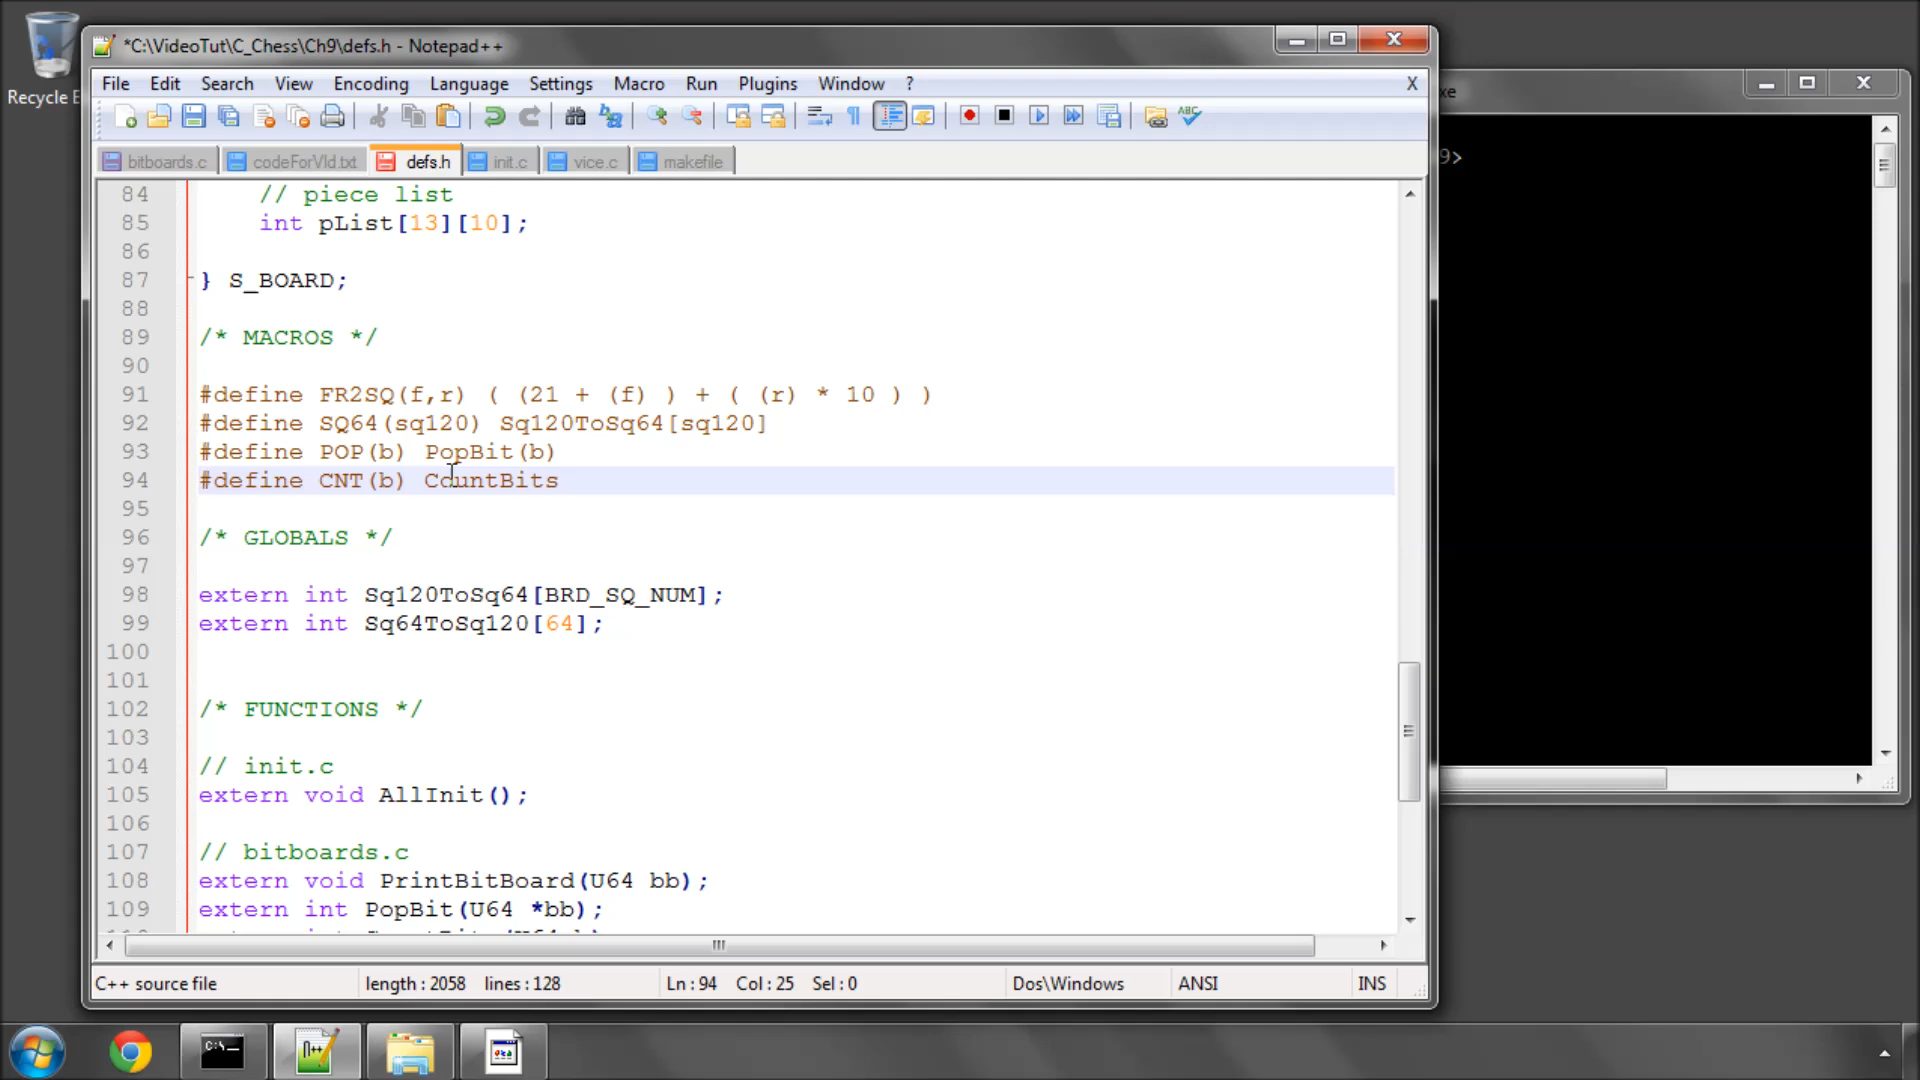 Recycle B
*C:\VideoTut\C_Chess\Ch9\defs.h - Notepad++
File Edit Search View Encoding Language Settings Macro Run Plugins Window ? X
bitboards.c codeForVid.txt defs.h init.c vice.c makefile
84 // piece list
85 int pList[13][10];
86
87 } S_BOARD;
88
89 /* MACROS */
90
91 #define FR2SQ(f,r) ( (21 + (f) ) + ( (r) * 10 ) )
92 #define SQ64(sq120) Sq120ToSq64[sq120]
93 #define POP(b) PopBit(b)
94 #define CNT(b) CountBits
95
96 /* GLOBALS */
97
98 extern int Sq120ToSq64[BRD_SQ_NUM];
99 extern int Sq64ToSq120[64];
100
101
102 /* FUNCTIONS */
103
104 // init.c
105 extern void AllInit();
106
107 // bitboards.c
108 extern void PrintBitBoard(U64 bb);
109 extern int PopBit(U64 *bb);
C++ source file length : 2058 lines : 128 Ln : 94 Col : 25 Sel : 0 Dos\Windows ANSI INS
xe
9>